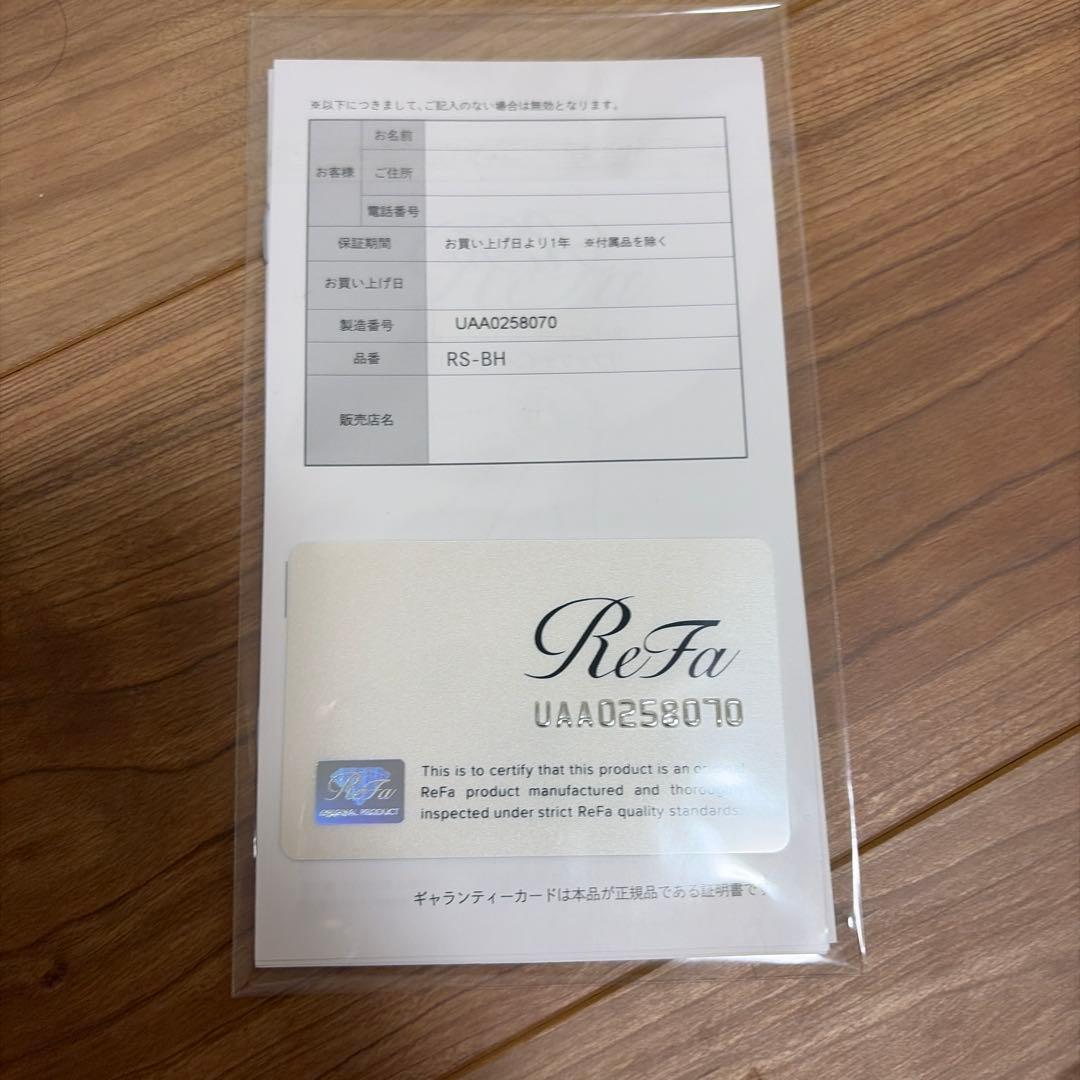 ※以下につきまして、ご記入のない場合は無効となります。
お客様
お名前
ご住所
電話番号
保証期間 お買い上げ日より1年 ※付属品を除く
お買い上げ日
製造番号 UAA0258070
品番 RS-BH
販売店名
ReFa
UAA0258070
This is to certify that this product is an
ReFa product manufactured and
inspected under strict ReFa quality standards.
ReFa
ORIGINAL PRODUCT
ギャランティーカードは本品が正規品である証明書で